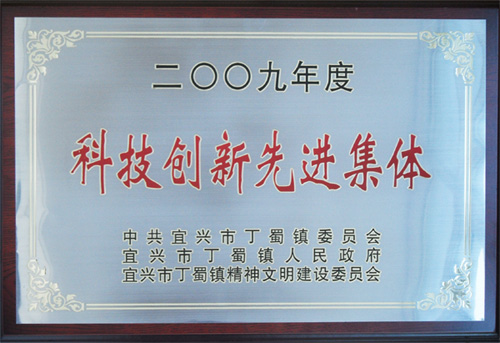 二〇〇九年度
科技创新先进集体
中共宜兴市丁蜀镇委员会
宜兴市丁蜀镇人民政府
宜兴市丁蜀镇精神文明建设委员会